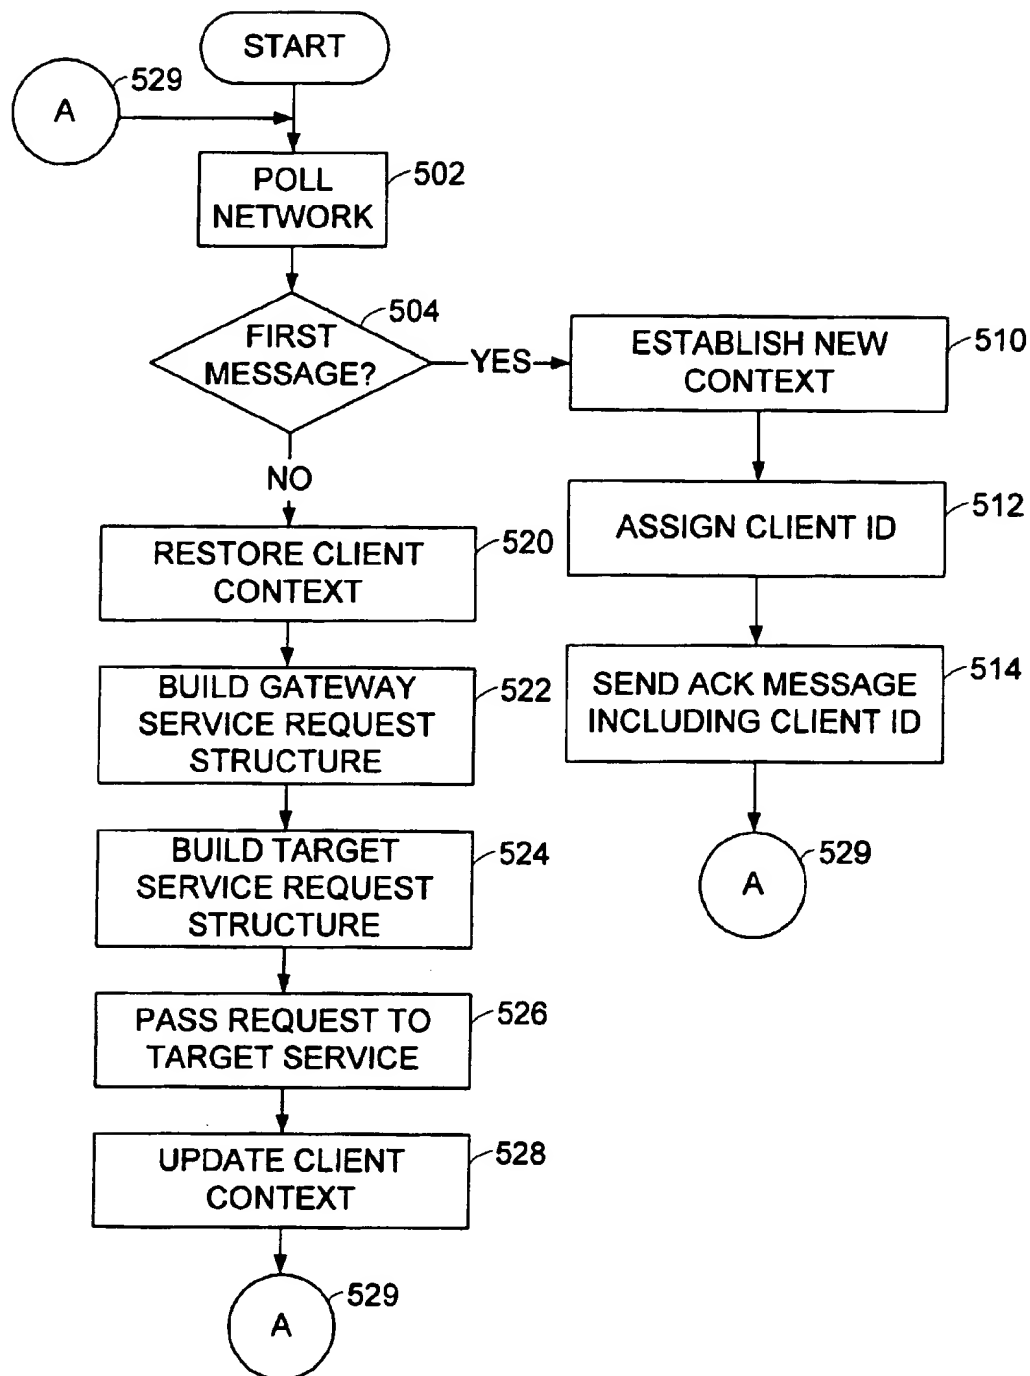 START
A
529
POLL
NETWORK
502
FIRST
MESSAGE?
504
YES
ESTABLISH NEW
CONTEXT
510
NO
ASSIGN CLIENT ID
512
RESTORE CLIENT
CONTEXT
520
SEND ACK MESSAGE
INCLUDING CLIENT ID
514
BUILD GATEWAY
SERVICE REQUEST
STRUCTURE
522
BUILD TARGET
SERVICE REQUEST
STRUCTURE
524
A
529
PASS REQUEST TO
TARGET SERVICE
526
UPDATE CLIENT
CONTEXT
528
A
529